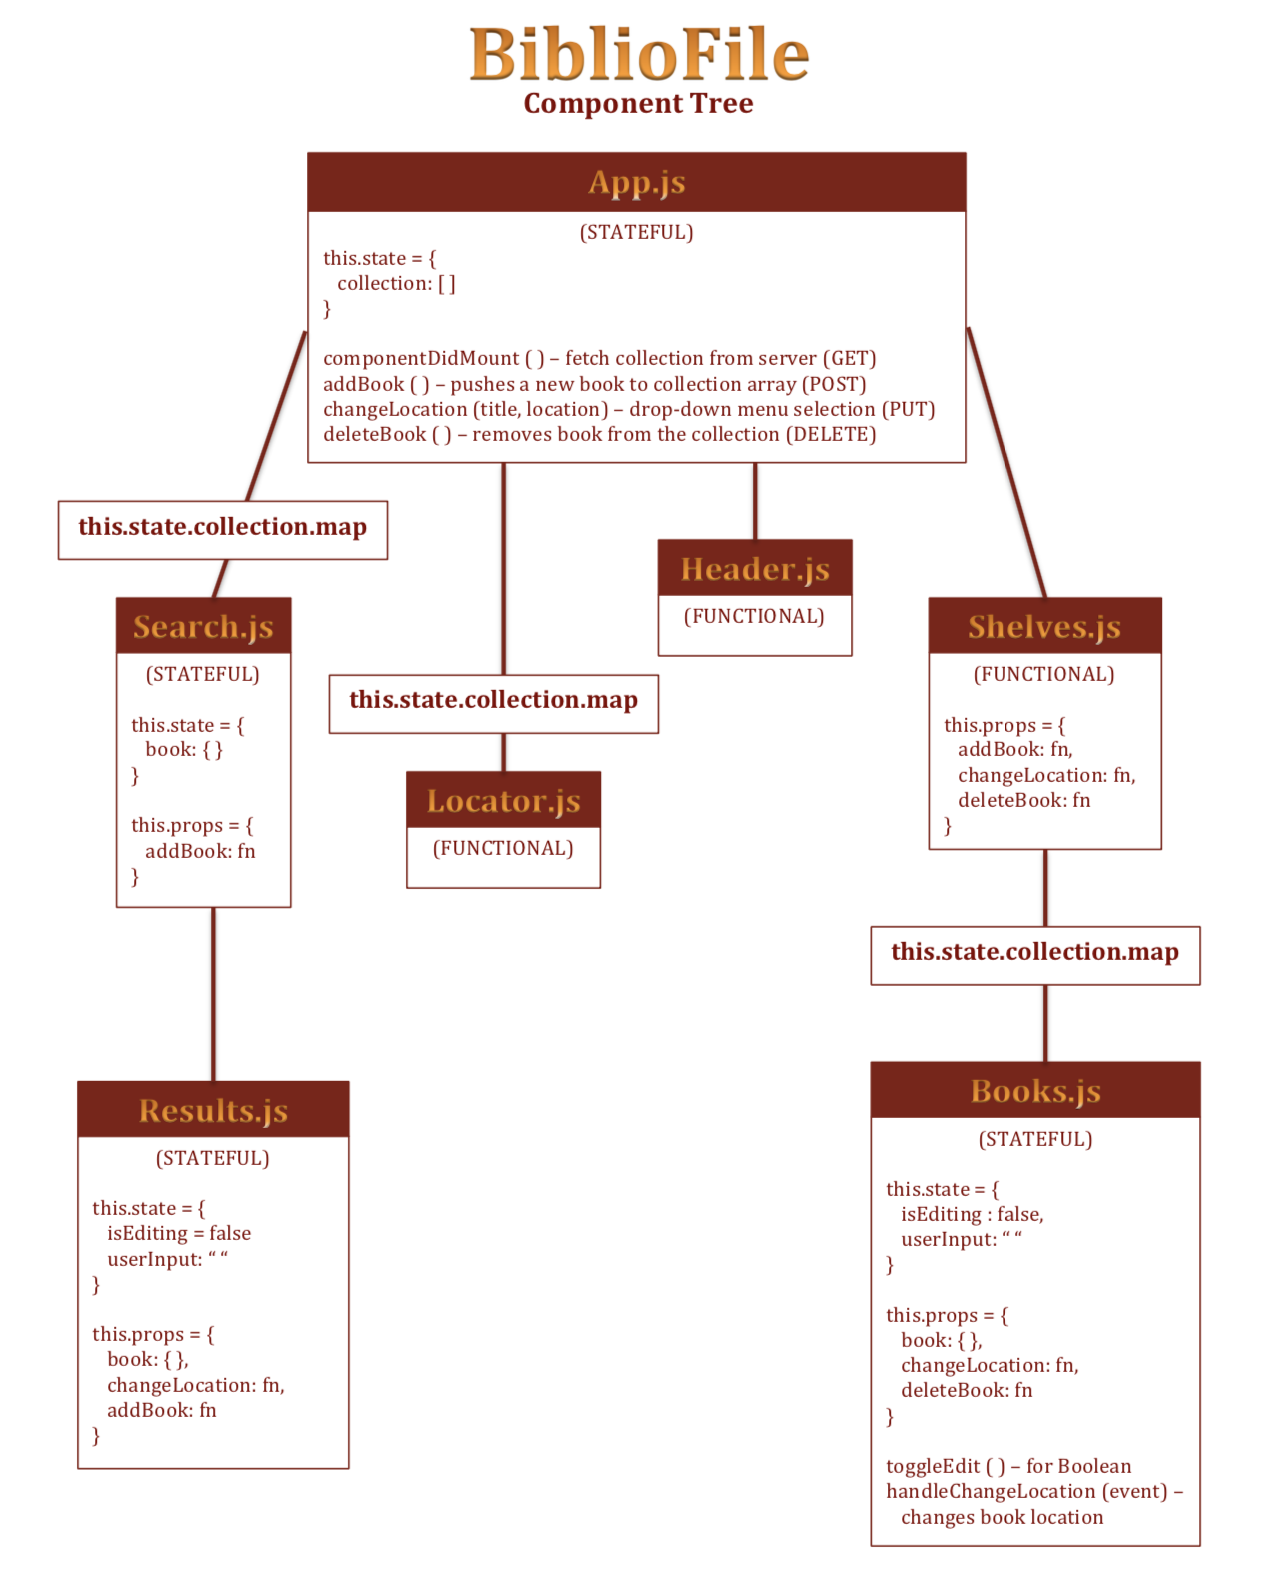 BiblioFile
Component Tree
App.js
(STATEFUL)
this.state = {
collection: [ ]
}
componentDidMount ( ) – fetch collection from server (GET)
addBook ( ) – pushes a new book to collection array (POST)
changeLocation (title, location) – drop-down menu selection (PUT)
deleteBook ( ) – removes book from the collection (DELETE)
this.state.collection.map
Search.js
(STATEFUL)
this.state = {
book: { }
}
this.props = {
addBook: fn
}
this.state.collection.map
Locator.js
(FUNCTIONAL)
Header.js
(FUNCTIONAL)
Shelves.js
(FUNCTIONAL)
this.props = {
addBook: fn,
changeLocation: fn,
deleteBook: fn
}
this.state.collection.map
Results.js
(STATEFUL)
this.state = {
isEditing = false
userInput: “ “
}
this.props = {
book: { },
changeLocation: fn,
addBook: fn
}
Books.js
(STATEFUL)
this.state = {
isEditing : false,
userInput: “ “
}
this.props = {
book: { },
changeLocation: fn,
deleteBook: fn
}
toggleEdit ( ) – for Boolean
handleChangeLocation (event) –
changes book location